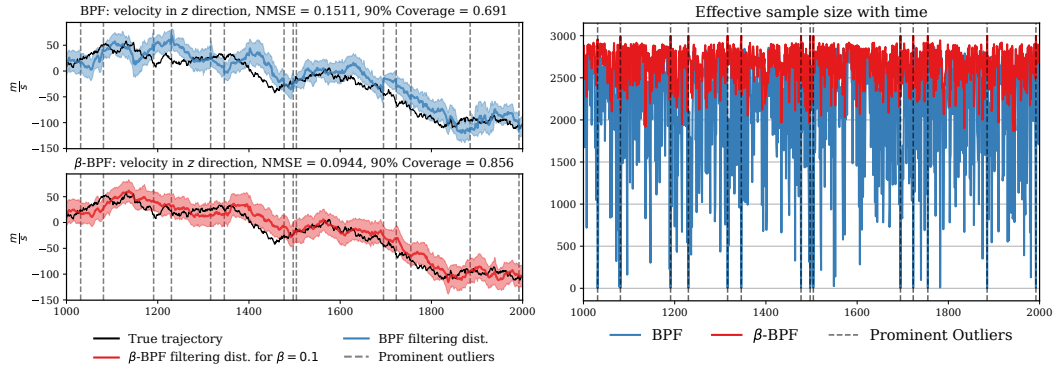 BPF: velocity in z direction, NMSE = 0.1511, 90% Coverage = 0.691
50
0
−50
−100
−150
m/s
β-BPF: velocity in z direction, NMSE = 0.0944, 90% Coverage = 0.856
50
0
−50
−100
−150
m/s
1000 1200 1400 1600 1800 2000
True trajectory
BPF filtering dist.
β-BPF filtering dist. for β = 0.1
Prominent outliers
Effective sample size with time
3000
2500
2000
1500
1000
500
0
1000 1200 1400 1600 1800 2000
BPF β-BPF Prominent Outliers